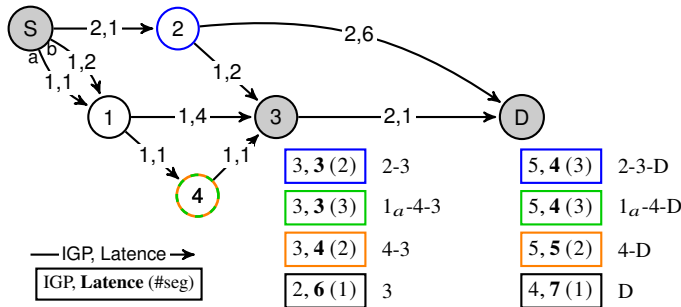 S
2,1
2
2,6
a
b
1,2
1,1
1,2
1
1,4
3
2,1
D
1,1
1,1
4
3, 3 (2) 2-3
5, 4 (3) 2-3-D
3, 3 (3) 1a-4-3
5, 4 (3) 1a-4-D
IGP, Latence
3, 4 (2) 4-3
5, 5 (2) 4-D
IGP, Latence (#seg)
2, 6 (1) 3
4, 7 (1) D